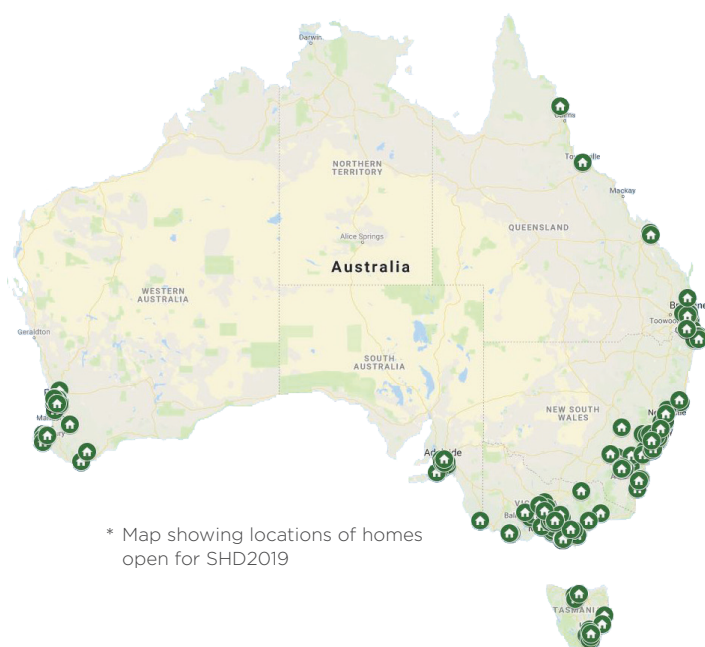 Darwin
NORTHERN
TERRITORY
Mackay
QUEENSLAND
Alice Springs
Australia
WESTERN
AUSTRALIA
Geraldton
SOUTH
AUSTRALIA
NEW SOUTH
WALES
TASMANIA
* Map showing locations of homes
open for SHD2019